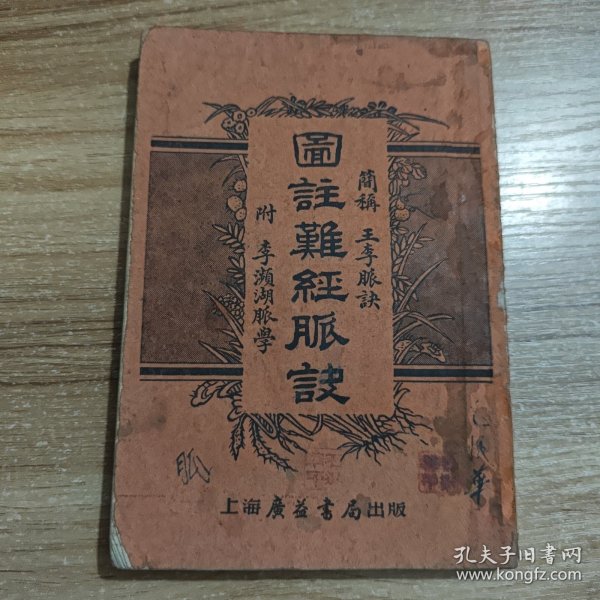 簡稱 王李脈訣
圖註難經脈訣
附 李瀕湖脈學
上海廣益書局出版
孔夫子旧书网
www.kongfz.com